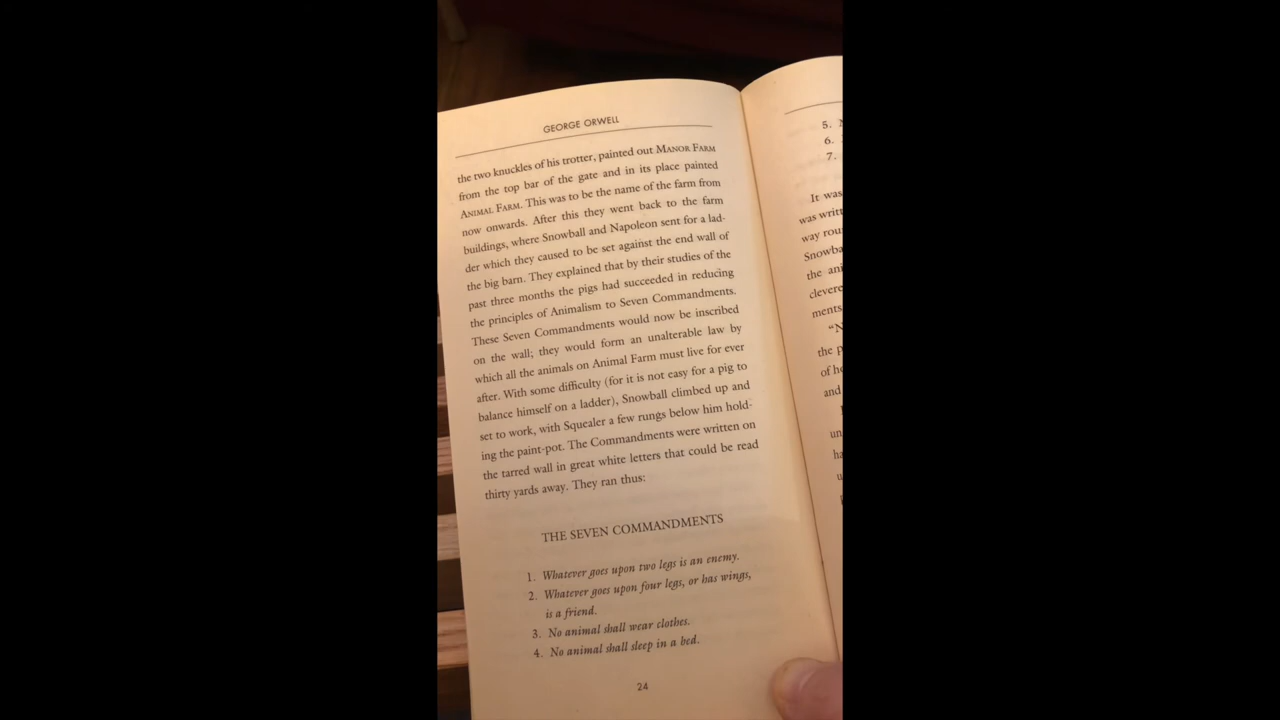 GEORGE ORWELL
the two knuckles of his trotter, painted out MANOR FARM
from the top bar of the gate and in its place painted
ANIMAL FARM. This was to be the name of the farm from
now onwards. After this they went back to the farm
buildings, where Snowball and Napoleon sent for a lad-
der which they caused to be set against the end wall of
the big barn. They explained that by their studies of the
past three months the pigs had succeeded in reducing
the principles of Animalism to Seven Commandments.
These Seven Commandments would now be inscribed
on the wall; they would form an unalterable law by
which all the animals on Animal Farm must live for ever
after. With some difficulty (for it is not easy for a pig to
balance himself on a ladder), Snowball climbed up and
set to work, with Squealer a few rungs below him hold-
ing the paint-pot. The Commandments were written on
the tarred wall in great white letters that could be read
thirty yards away. They ran thus:
THE SEVEN COMMANDMENTS
1. Whatever goes upon two legs is an enemy.
2. Whatever goes upon four legs, or has wings,
is a friend.
3. No animal shall wear clothes.
4. No animal shall sleep in a bed.
24
5.
6.
7.
It was
was
way
the
of
and